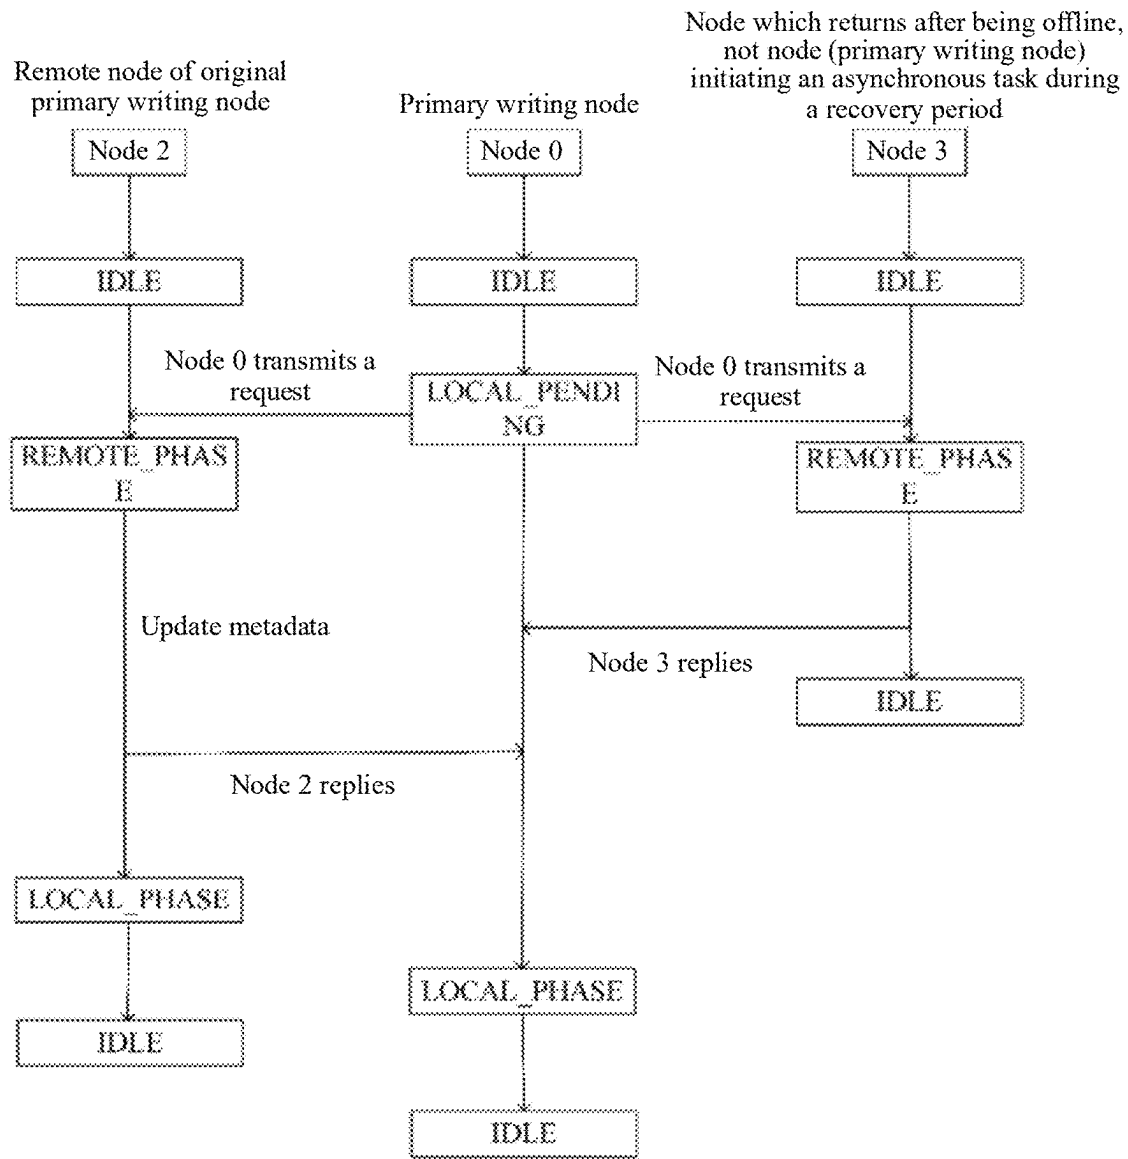 Remote node of original
primary writing node
Primary writing node
Node which returns after being offline,
not node (primary writing node)
initiating an asynchronous task during
a recovery period
Node 2
Node 0
Node 3
IDLE
IDLE
IDLE
Node 0 transmits a
request
LOCAL_PENDI
NG
Node 0 transmits a
request
REMOTE_PHAS
E
REMOTE_PHAS
E
Update metadata
Node 3 replies
IDLE
Node 2 replies
LOCAL_PHASE
LOCAL_PHASE
IDLE
IDLE